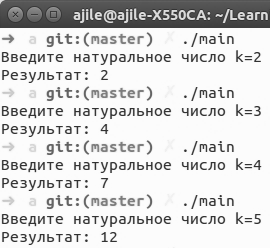 ajile@ajile-X550CA: ~/Learn
➜ a git:(master) ✗ ./main
Введите натуральное число k=2
Результат: 2
➜ a git:(master) ✗ ./main
Введите натуральное число k=3
Результат: 4
➜ a git:(master) ✗ ./main
Введите натуральное число k=4
Результат: 7
➜ a git:(master) ✗ ./main
Введите натуральное число k=5
Результат: 12